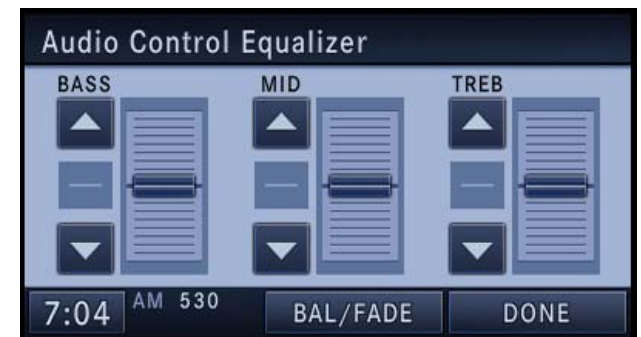 Audio Control Equalizer
BASS MID TREB
7:04 AM 530 BAL/FADE DONE